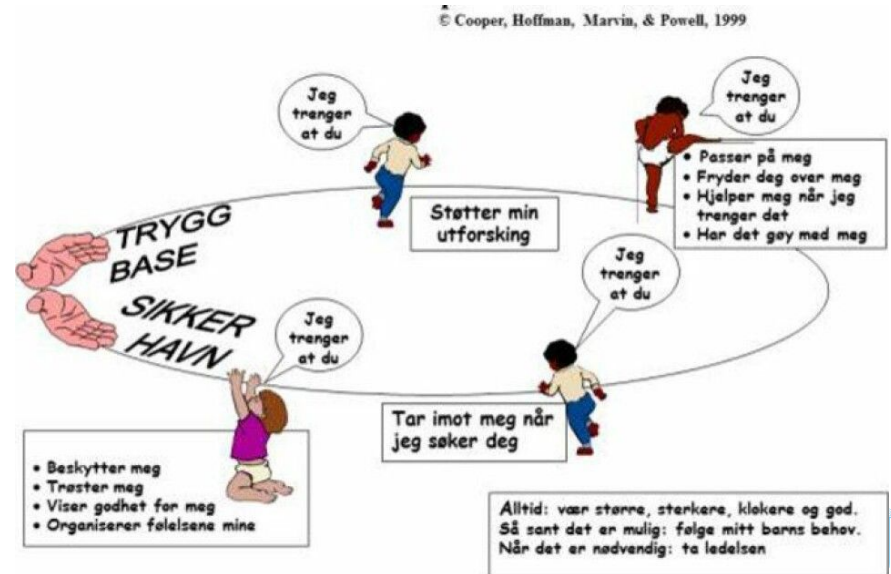 © Cooper, Hoffman, Marvin, & Powell, 1999
Jeg
trenger
at du
Støtter min
utforsking
Jeg
trenger
at du
• Passer på meg
• Fryder deg over meg
• Hjelper meg når jeg
trenger det
• Har det gøy med meg
TRYGG
BASE
SIKKER
HAVN
Jeg
trenger
at du
Tar imot meg når
jeg søker deg
Jeg
trenger
at du
• Beskytter meg
• Trøster meg
• Viser godhet for meg
• Organiserer følelsene mine
Alltid: vær større, sterkere, klokere og god.
Så sant det er mulig: følge mitt barns behov.
Når det er nødvendig: ta ledelsen